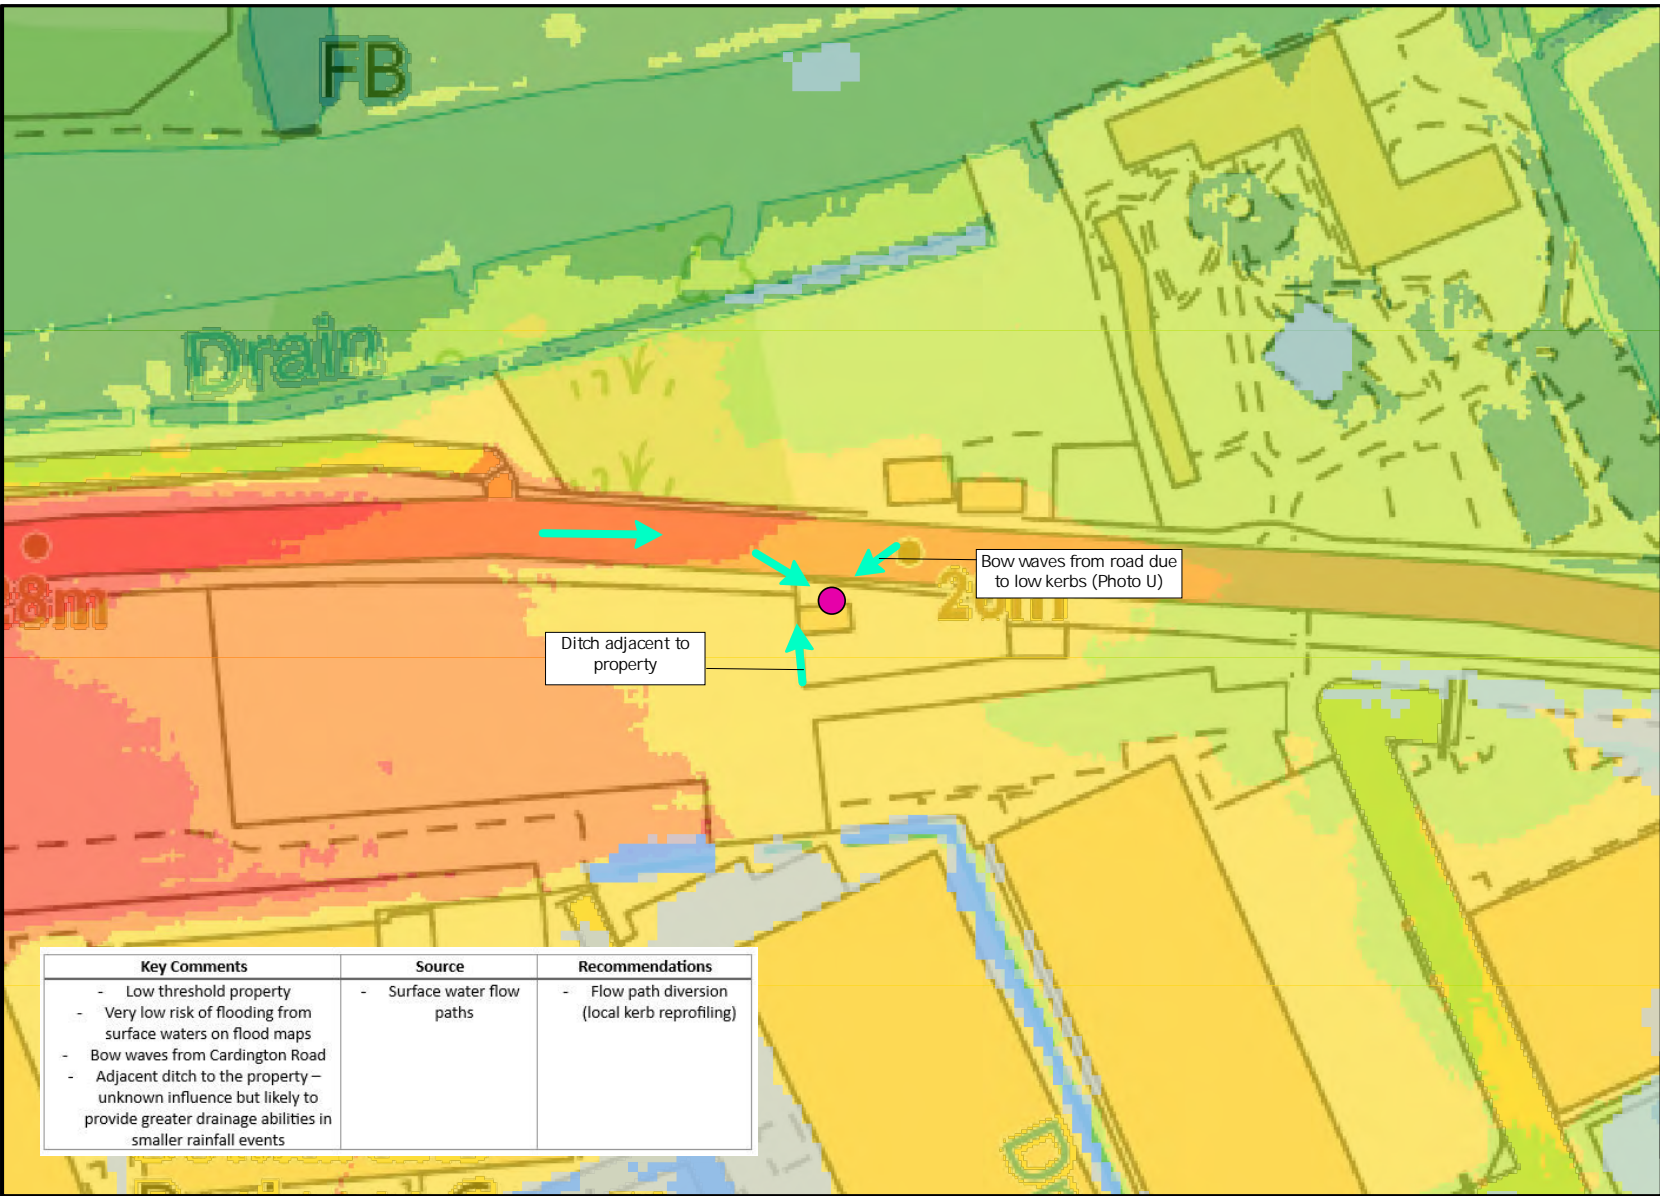 FB
Drain
28m
Bow waves from road due
to low kerbs (Photo U)
Ditch adjacent to
property
Key Comments
- Low threshold property
- Very low risk of flooding from
surface waters on flood maps
- Bow waves from Cardington Road
- Adjacent ditch to the property –
unknown influence but likely to
provide greater drainage abilities in
smaller rainfall events
Source
- Surface water flow
paths
Recommendations
- Flow path diversion
(local kerb reprofiling)